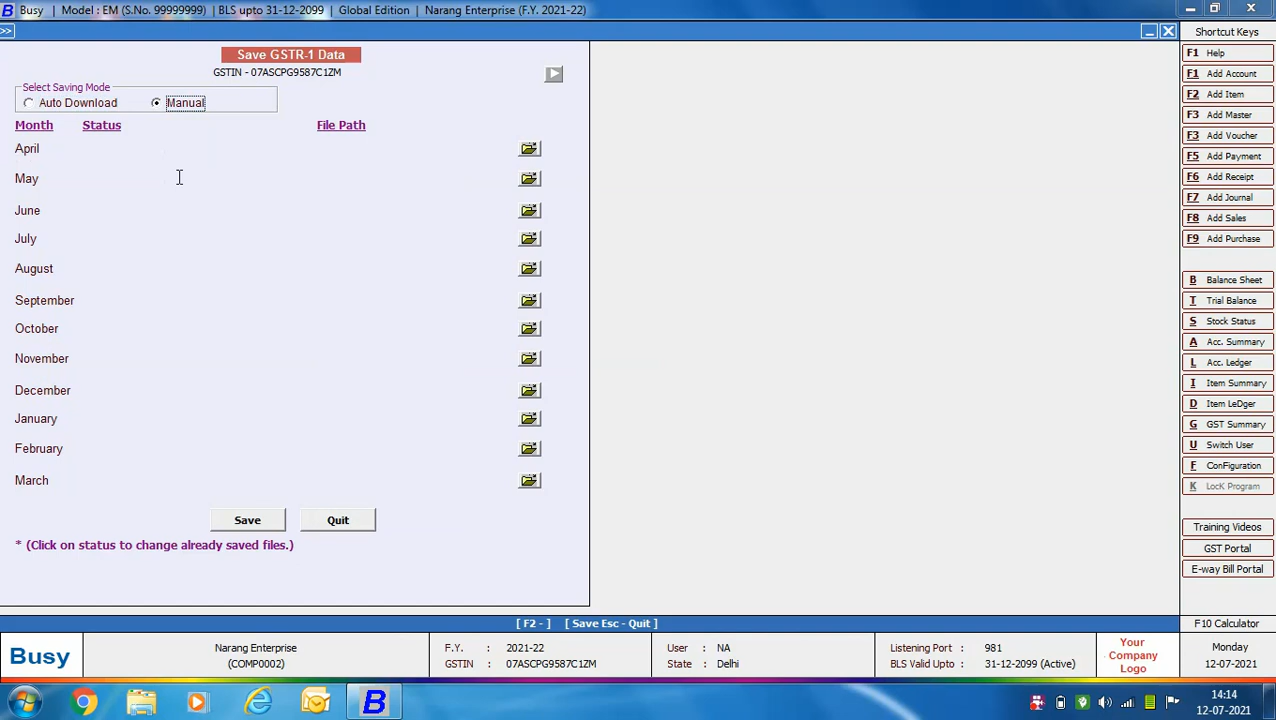 Busy | Model : EM (S.No. 99999999) | BLS upto 31-12-2099 | Global Edition | Narang Enterprise (F.Y. 2021-22)
>>
Save GSTR-1 Data
GSTIN - 07ASCPG9587C1ZM
Select Saving Mode
Auto Download Manual
Month Status File Path
April
May
June
July
August
September
October
November
December
January
February
March
Save Quit
* (Click on status to change already saved files.)
Shortcut Keys
F1 Help
F1 Add Account
F2 Add Item
F3 Add Master
F3 Add Voucher
F5 Add Payment
F6 Add Receipt
F7 Add Journal
F8 Add Sales
F9 Add Purchase
B Balance Sheet
T Trial Balance
S Stock Status
A Acc. Summary
L Acc. Ledger
I Item Summary
D Item LeDger
G GST Summary
U Switch User
F ConFiguration
K LocK Program
Training Videos
GST Portal
E-way Bill Portal
[ F2 - ] [ Save Esc - Quit ]
F10 Calculator
Busy
Narang Enterprise
(COMP0002)
F.Y. : 2021-22
GSTIN : 07ASCPG9587C1ZM
User : NA
State : Delhi
Listening Port : 981
BLS Valid Upto : 31-12-2099 (Active)
Your
Company
Logo
Monday
12-07-2021
14:14
12-07-2021